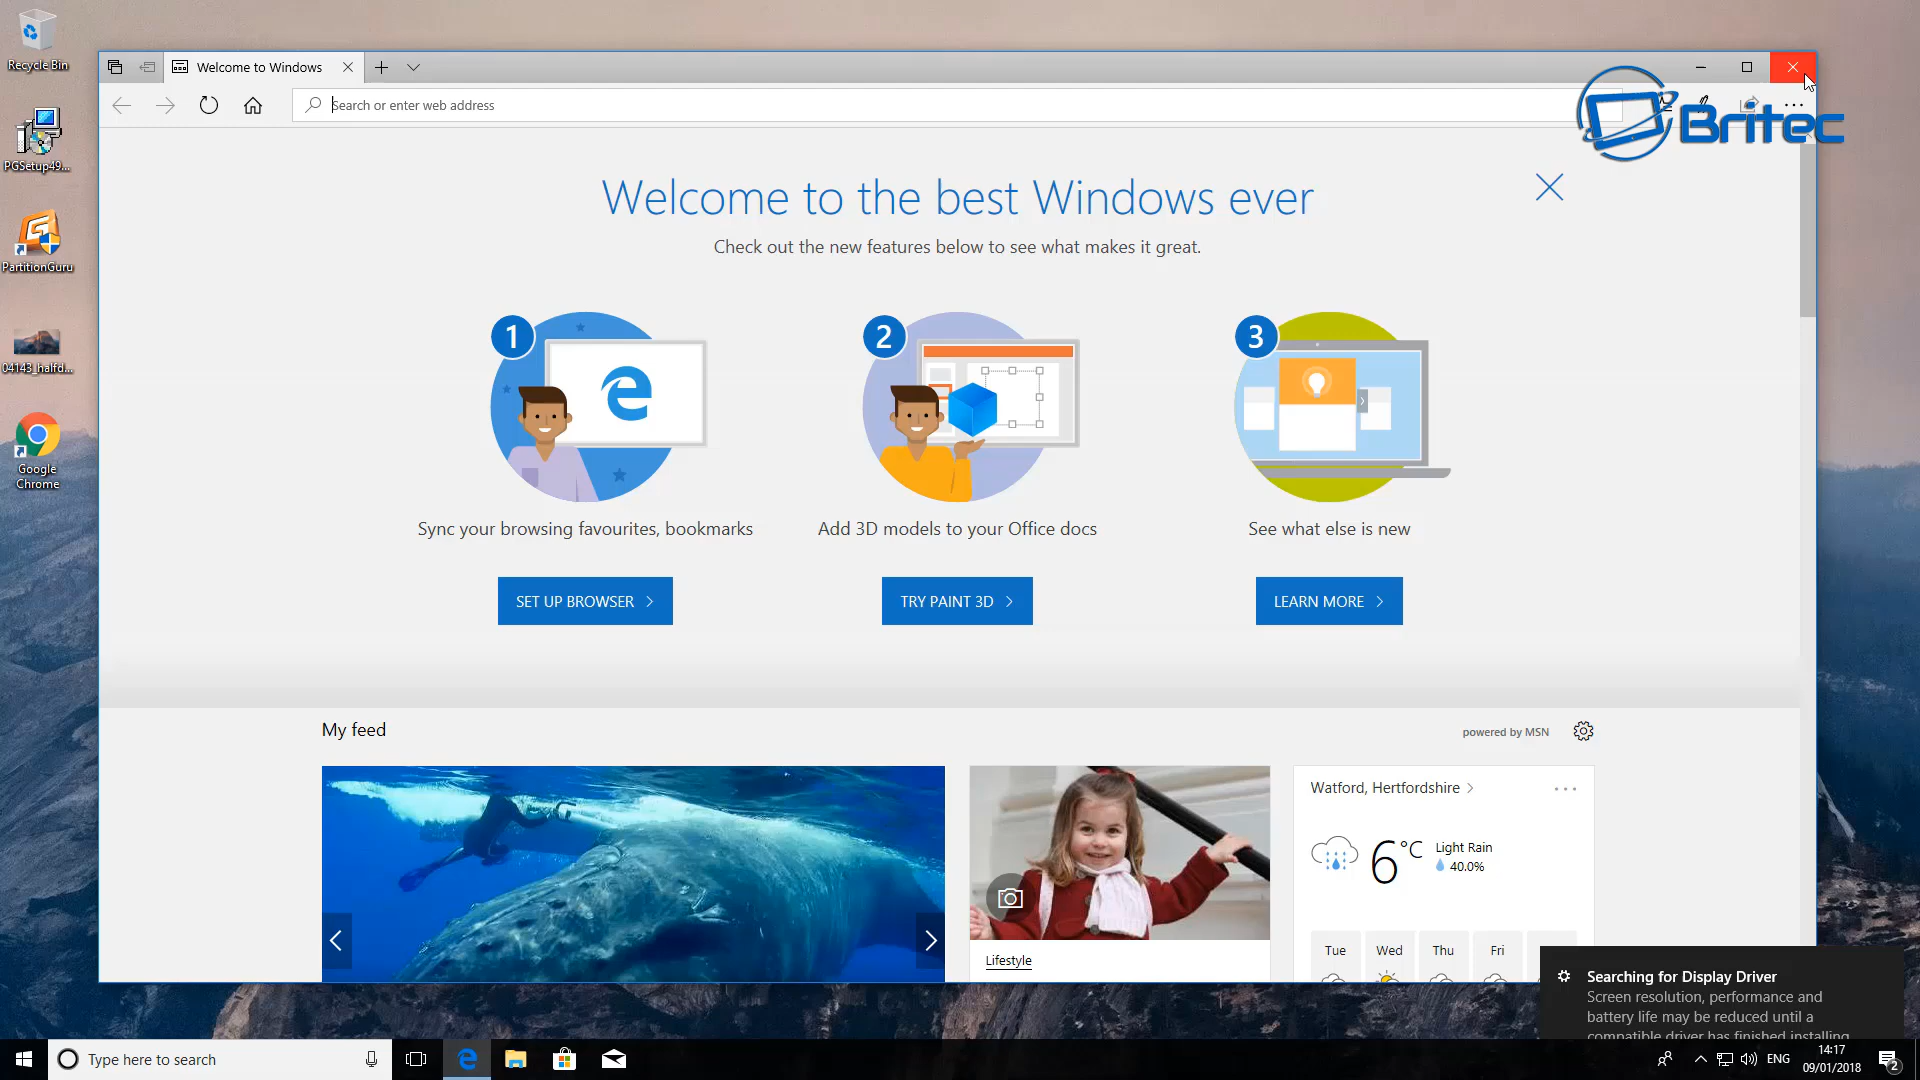 Recycle Bin
PGSetup49...
PartitionGuru
04143_halfd...
Google
Chrome
Welcome to Windows
Search or enter web address
Britec
Welcome to the best Windows ever
Check out the new features below to see what makes it great.
1
2
3
Sync your browsing favourites, bookmarks
Add 3D models to your Office docs
See what else is new
SET UP BROWSER
TRY PAINT 3D
LEARN MORE
My feed
powered by MSN
Watford, Hertfordshire
6°C
Light Rain
40.0%
Lifestyle
Tue Wed Thu Fri
Searching for Display Driver
Screen resolution, performance and
battery life may be reduced until a
compatible driver has finished installing
Type here to search
ENG
14:17
09/01/2018
2